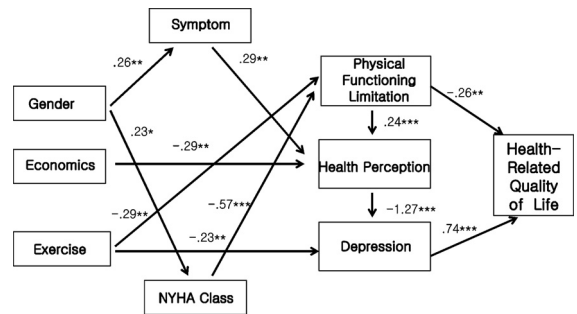 Symptom
.26**
.29**
Physical
Functioning
Limitation
-.26**
Gender
.23*
.24***
Economics
-.29**
Health Perception
Health-
Related
Quality
of Life
-.57***
-.29**
-1.27***
Exercise
-.23**
Depression
.74***
NYHA Class